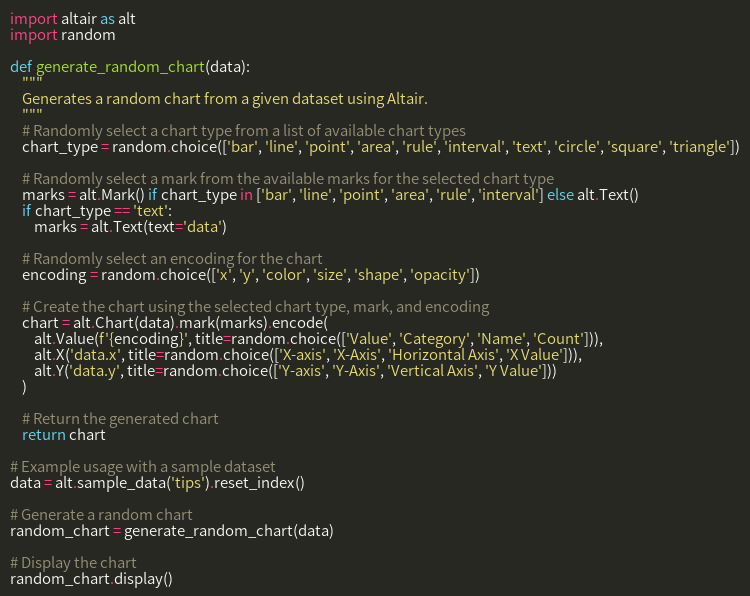 import altair as alt
import random

def generate_random_chart(data):
    """
    Generates a random chart from a given dataset using Altair.
    """
    # Randomly select a chart type from a list of available chart types
    chart_type = random.choice(['bar', 'line', 'point', 'area', 'rule', 'interval', 'text', 'circle', 'square', 'triangle'])

    # Randomly select a mark from the available marks for the selected chart type
    marks = alt.Mark() if chart_type in ['bar', 'line', 'point', 'area', 'rule', 'interval'] else alt.Text()
    if chart_type == 'text':
        marks = alt.Text(text='data')

    # Randomly select an encoding for the chart
    encoding = random.choice(['x', 'y', 'color', 'size', 'shape', 'opacity'])

    # Create the chart using the selected chart type, mark, and encoding
    chart = alt.Chart(data).mark(marks).encode(
        alt.Value(f'{encoding}', title=random.choice(['Value', 'Category', 'Name', 'Count'])),
        alt.X('data.x', title=random.choice(['X-axis', 'X-Axis', 'Horizontal Axis', 'X Value'])),
        alt.Y('data.y', title=random.choice(['Y-axis', 'Y-Axis', 'Vertical Axis', 'Y Value']))
    )

    # Return the generated chart
    return chart

# Example usage with a sample dataset
data = alt.sample_data('tips').reset_index()

# Generate a random chart
random_chart = generate_random_chart(data)

# Display the chart
random_chart.display()